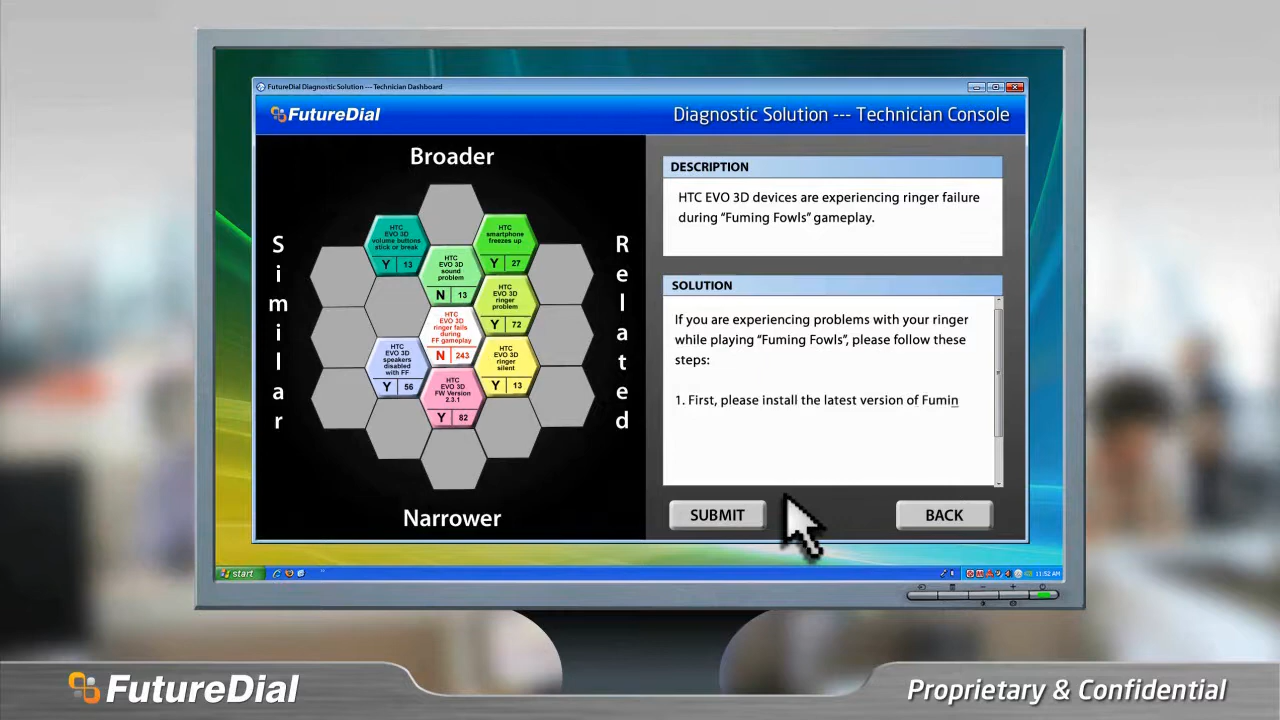 FutureDial Diagnostic Solution --- Technician Dashboard
FutureDial
Diagnostic Solution --- Technician Console
Broader
Similar
Related
Narrower
HTC
EVO 3D
volume buttons
stick or break
Y 13
HTC
smartphone
freezes up
Y 27
HTC
EVO 3D
sound
problem
N 13
HTC
EVO 3D
ringer
problem
Y 72
HTC
EVO 3D
ringer fails
during
FF gameplay
N 243
HTC
EVO 3D
speakers
disabled
with FF
Y 56
HTC
EVO 3D
ringer
silent
Y 13
HTC
EVO 3D
FW Version
2.3.1
Y 82
DESCRIPTION
HTC EVO 3D devices are experiencing ringer failure
during "Fuming Fowls" gameplay.
SOLUTION
If you are experiencing problems with your ringer
while playing "Fuming Fowls", please follow these
steps:
1. First, please install the latest version of Fumin
SUBMIT
BACK
start
11:52 AM
FutureDial
Proprietary & Confidential